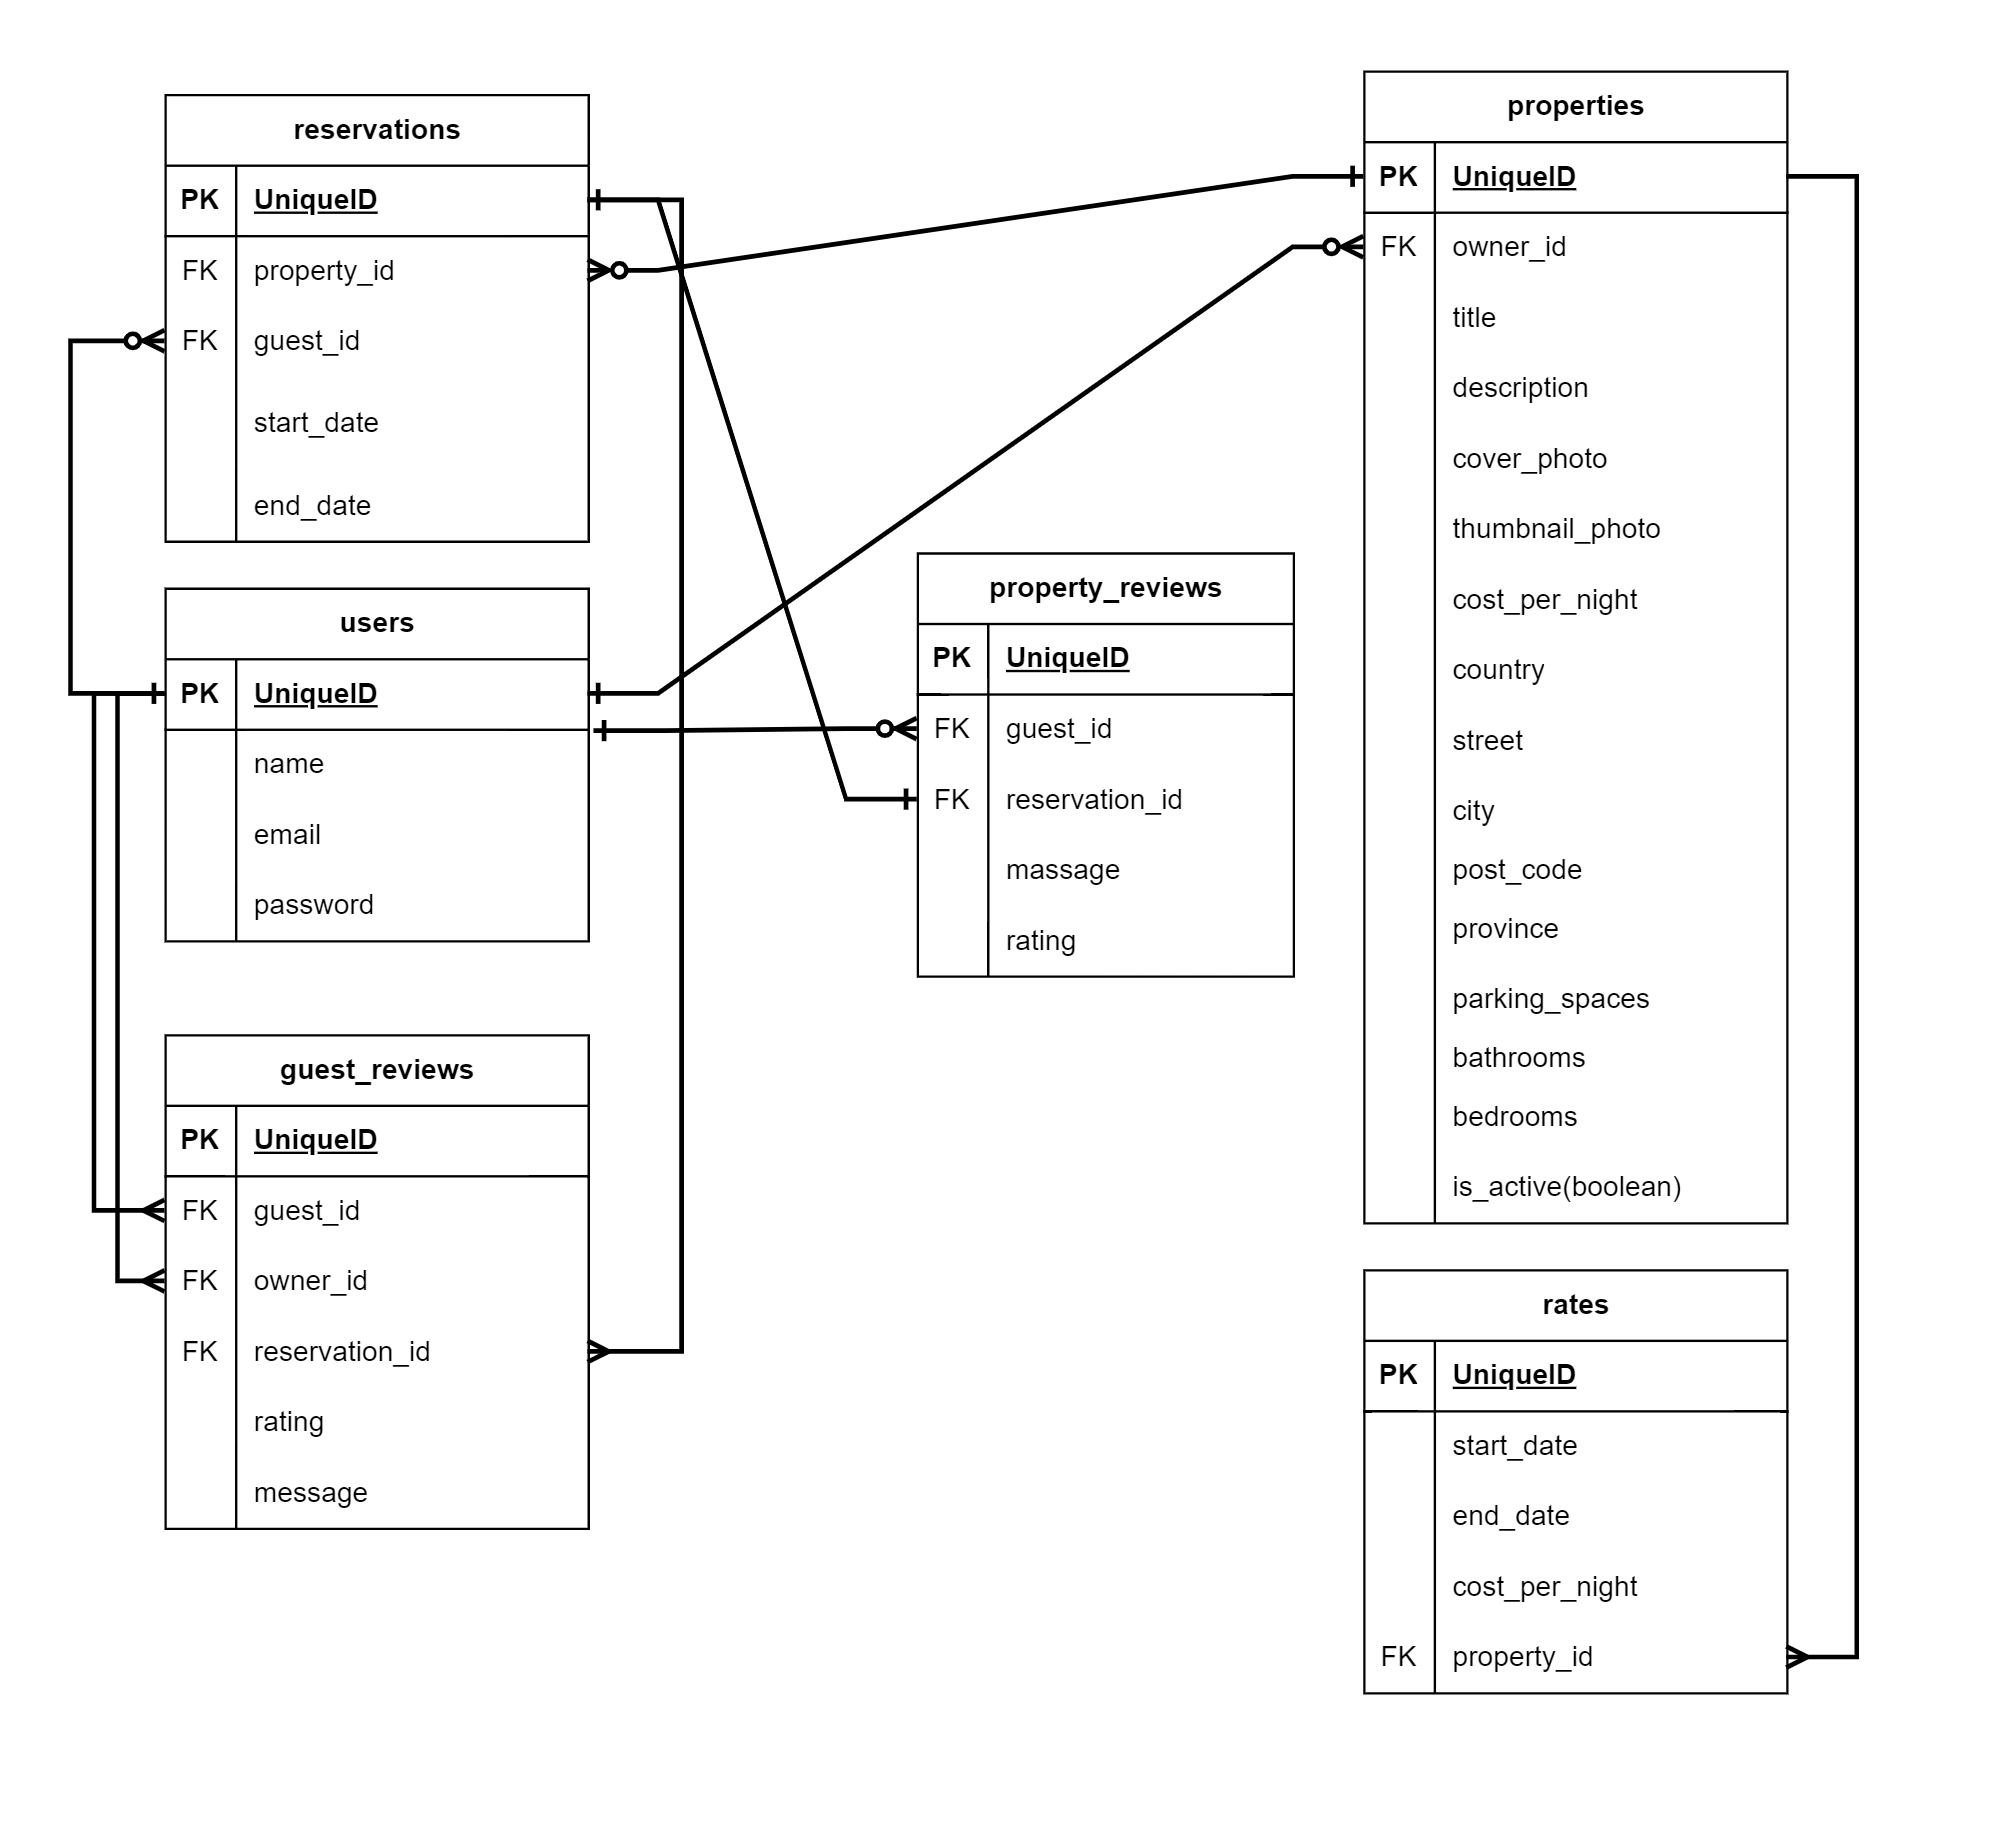 reservations
PK UniqueID
FK property_id
FK guest_id
start_date
end_date
users
PK UniqueID
name
email
password
guest_reviews
PK UniqueID
FK guest_id
FK owner_id
FK reservation_id
rating
message
property_reviews
PK UniqueID
FK guest_id
FK reservation_id
massage
rating
properties
PK UniqueID
FK owner_id
title
description
cover_photo
thumbnail_photo
cost_per_night
country
street
city
post_code
province
parking_spaces
bathrooms
bedrooms
is_active(boolean)
rates
PK UniqueID
start_date
end_date
cost_per_night
FK property_id